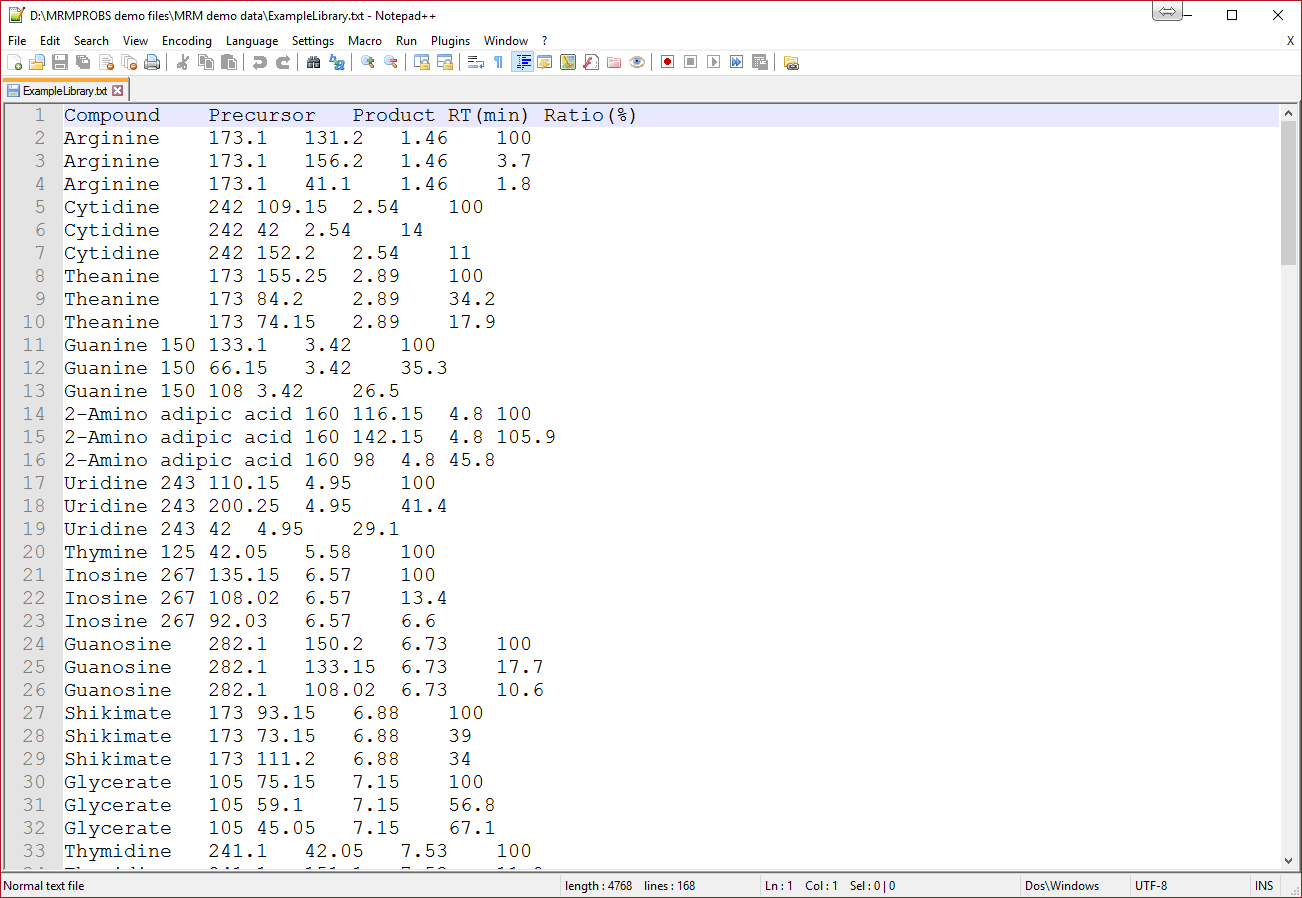 D:\MRMPROBS demo files\MRM demo data\ExampleLibrary.txt - Notepad++
File Edit Search View Encoding Language Settings Macro Run Plugins Window ? X
ExampleLibrary.txt
1 Compound Precursor Product RT(min) Ratio(%)
2 Arginine 173.1 131.2 1.46 100
3 Arginine 173.1 156.2 1.46 3.7
4 Arginine 173.1 41.1 1.46 1.8
5 Cytidine 242 109.15 2.54 100
6 Cytidine 242 42 2.54 14
7 Cytidine 242 152.2 2.54 11
8 Theanine 173 155.25 2.89 100
9 Theanine 173 84.2 2.89 34.2
10 Theanine 173 74.15 2.89 17.9
11 Guanine 150 133.1 3.42 100
12 Guanine 150 66.15 3.42 35.3
13 Guanine 150 108 3.42 26.5
14 2-Amino adipic acid 160 116.15 4.8 100
15 2-Amino adipic acid 160 142.15 4.8 105.9
16 2-Amino adipic acid 160 98 4.8 45.8
17 Uridine 243 110.15 4.95 100
18 Uridine 243 200.25 4.95 41.4
19 Uridine 243 42 4.95 29.1
20 Thymine 125 42.05 5.58 100
21 Inosine 267 135.15 6.57 100
22 Inosine 267 108.02 6.57 13.4
23 Inosine 267 92.03 6.57 6.6
24 Guanosine 282.1 150.2 6.73 100
25 Guanosine 282.1 133.15 6.73 17.7
26 Guanosine 282.1 108.02 6.73 10.6
27 Shikimate 173 93.15 6.88 100
28 Shikimate 173 73.15 6.88 39
29 Shikimate 173 111.2 6.88 34
30 Glycerate 105 75.15 7.15 100
31 Glycerate 105 59.1 7.15 56.8
32 Glycerate 105 45.05 7.15 67.1
33 Thymidine 241.1 42.05 7.53 100
Normal text file length : 4768 lines : 168 Ln : 1 Col : 1 Sel : 0 | 0 Dos\Windows UTF-8 INS